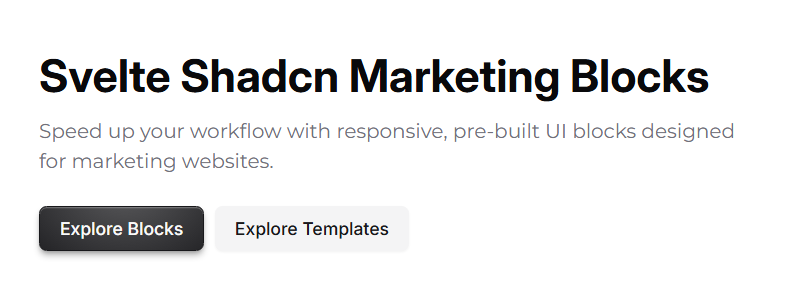 Svelte Shadcn Marketing Blocks
Speed up your workflow with responsive, pre-built UI blocks designed
for marketing websites.
Explore Blocks
Explore Templates